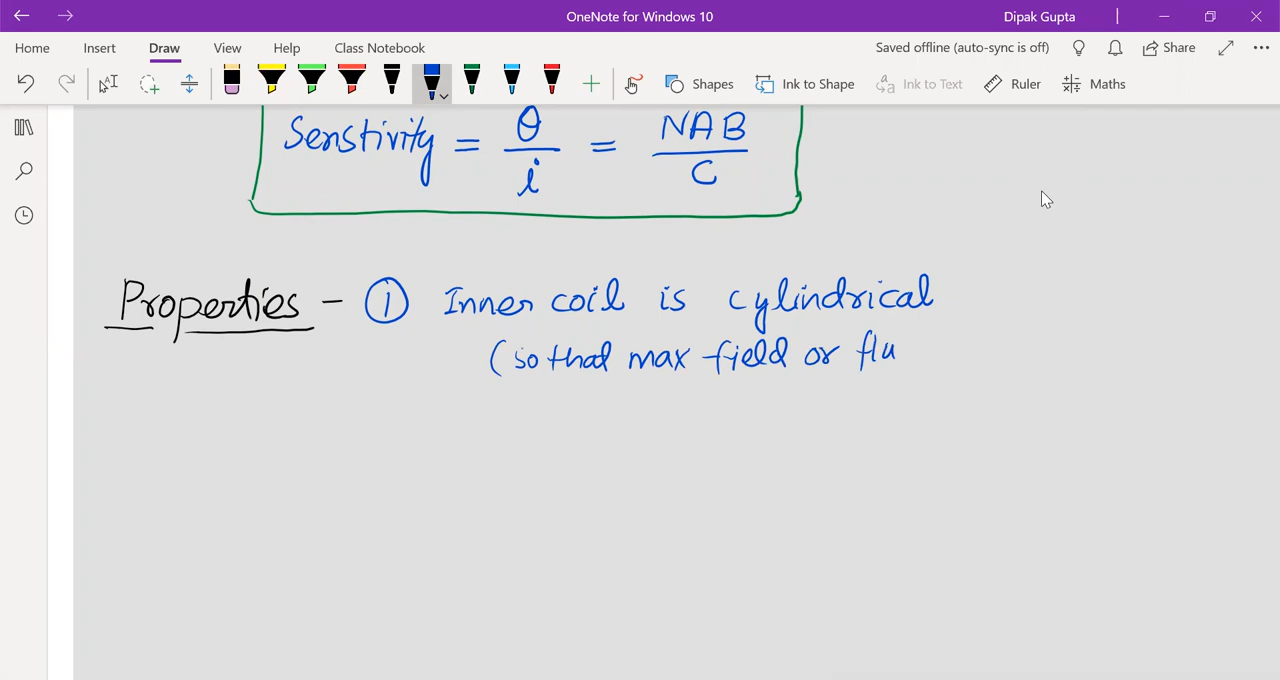 OneNote for Windows 10
Dipak Gupta
Home Insert Draw View Help Class Notebook
Saved offline (auto-sync is off) Share
Shapes Ink to Shape Ink to Text Ruler Maths
Senstivity = θ/i = NAB/C
Properties - ① Inner coil is cylindrical
(so that max field or flu